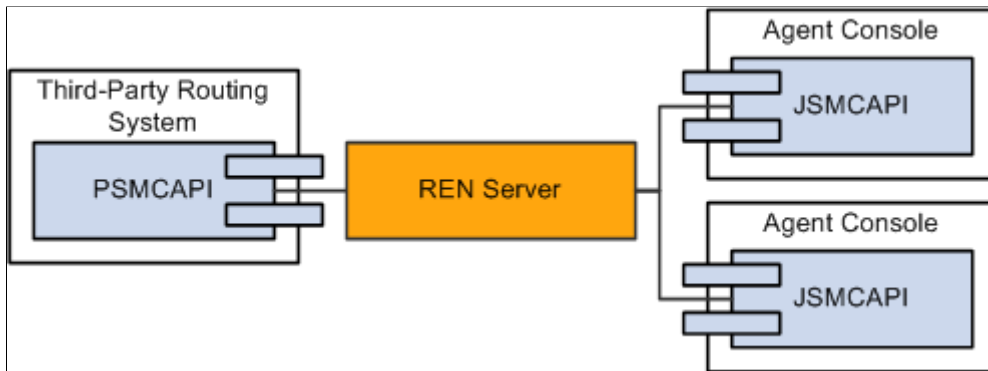 Third-Party Routing
System
PSMCAPI
REN Server
Agent Console
JSMCAPI
Agent Console
JSMCAPI